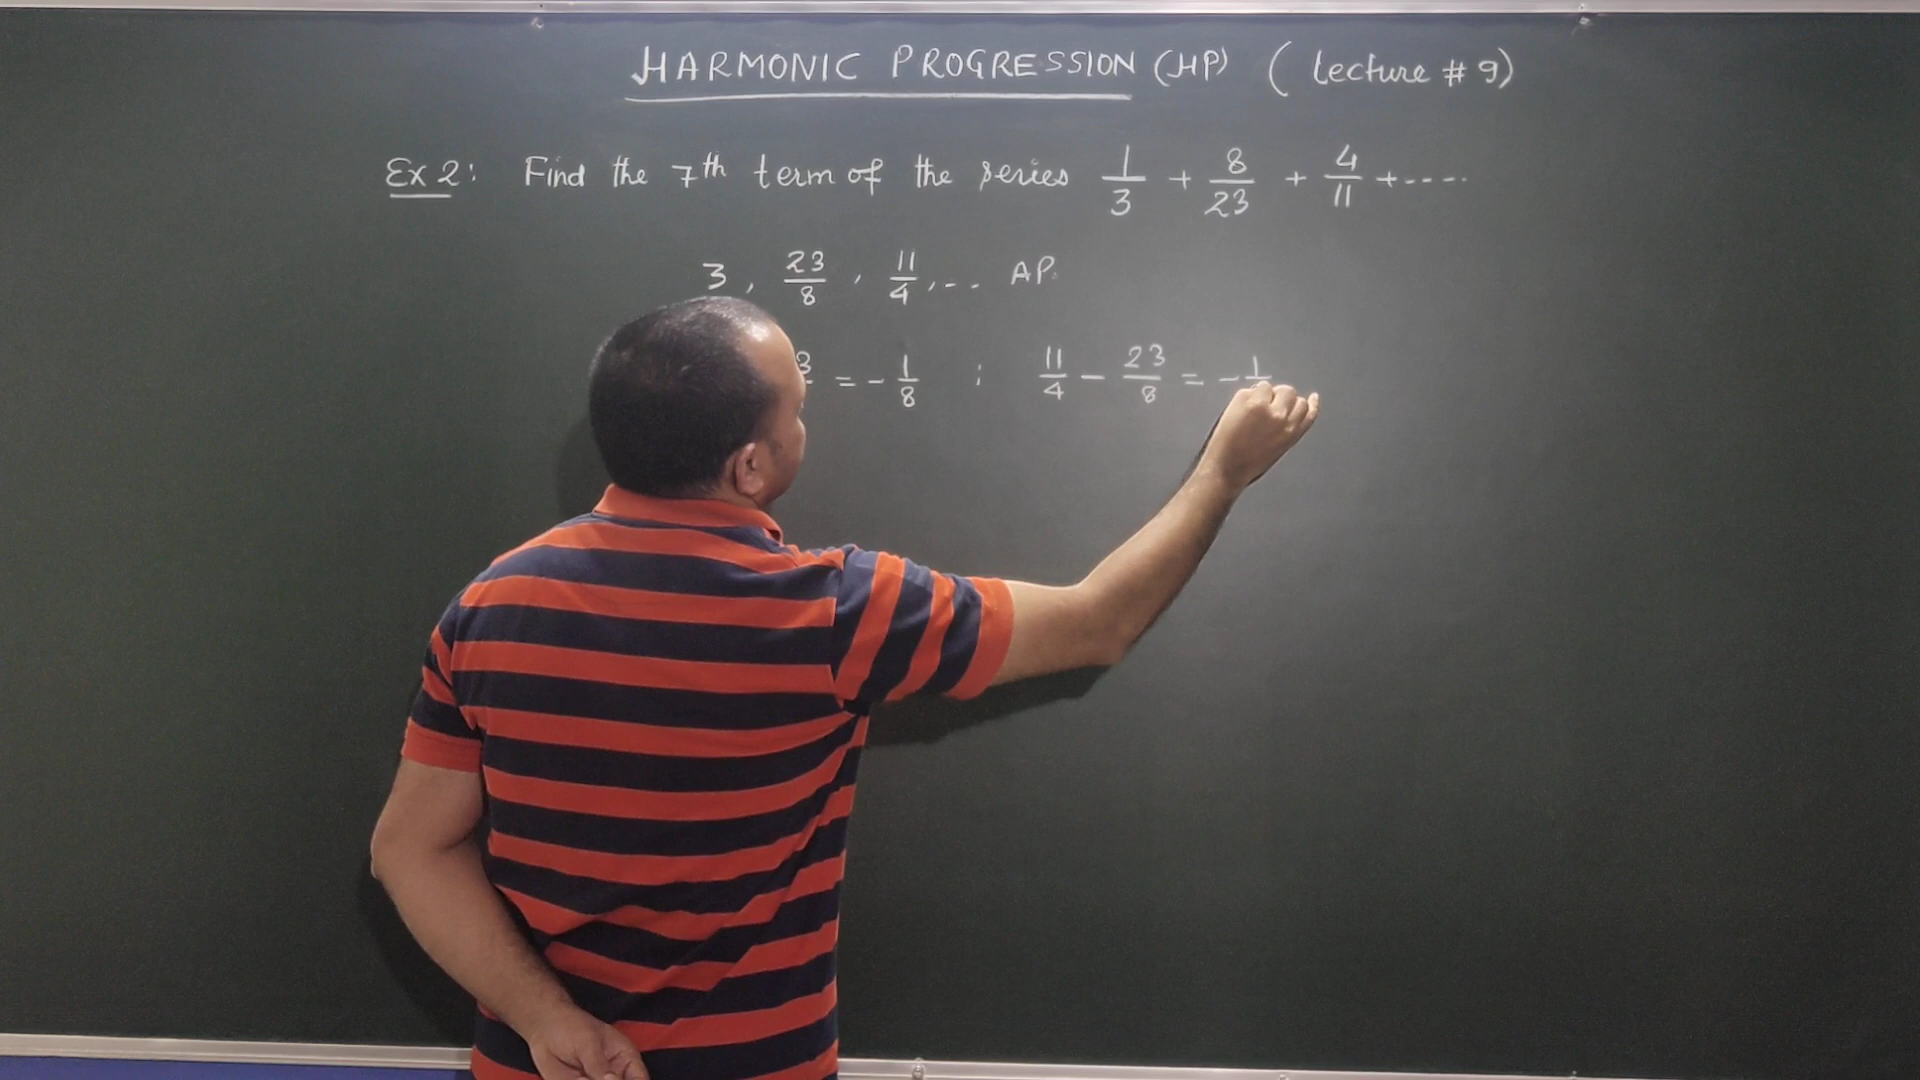 HARMONIC PROGRESSION (HP) ( Lecture # 9)
Ex 2: Find the 7th term of the series 1/3 + 8/23 + 4/11 + .....
3, 23/8, 11/4, .. AP.
= - 1/8 ; 11/4 - 23/8 = - 1